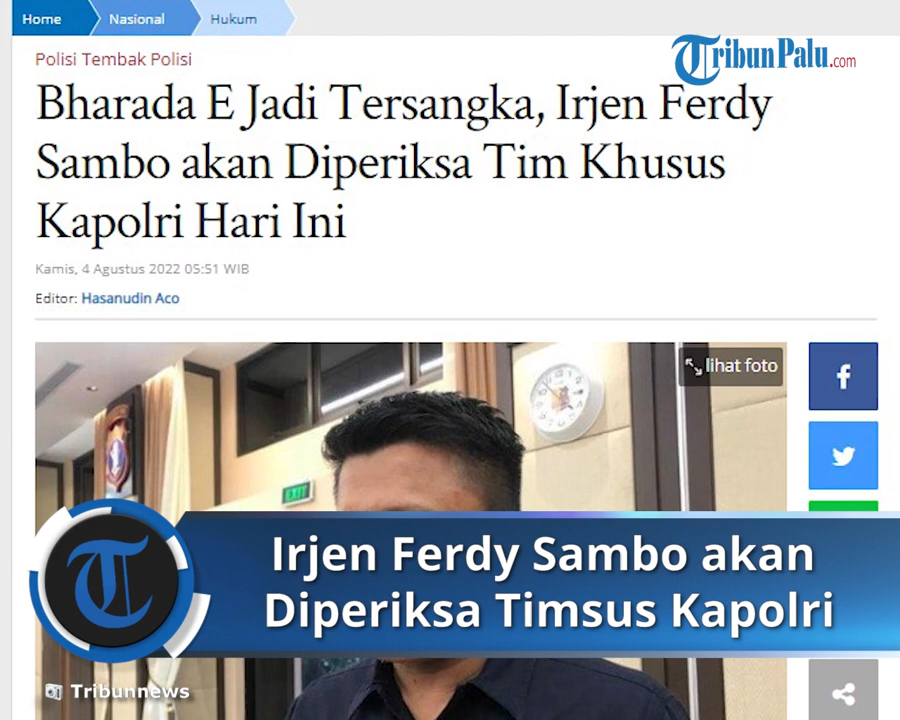 Home Nasional Hukum
Polisi Tembak Polisi
TribunPalu.com
Bharada E Jadi Tersangka, Irjen Ferdy
Sambo akan Diperiksa Tim Khusus
Kapolri Hari Ini
Kamis, 4 Agustus 2022 05:51 WIB
Editor: Hasanudin Aco
lihat foto
EXIT
Irjen Ferdy Sambo akan
Diperiksa Timsus Kapolri
Tribunnews